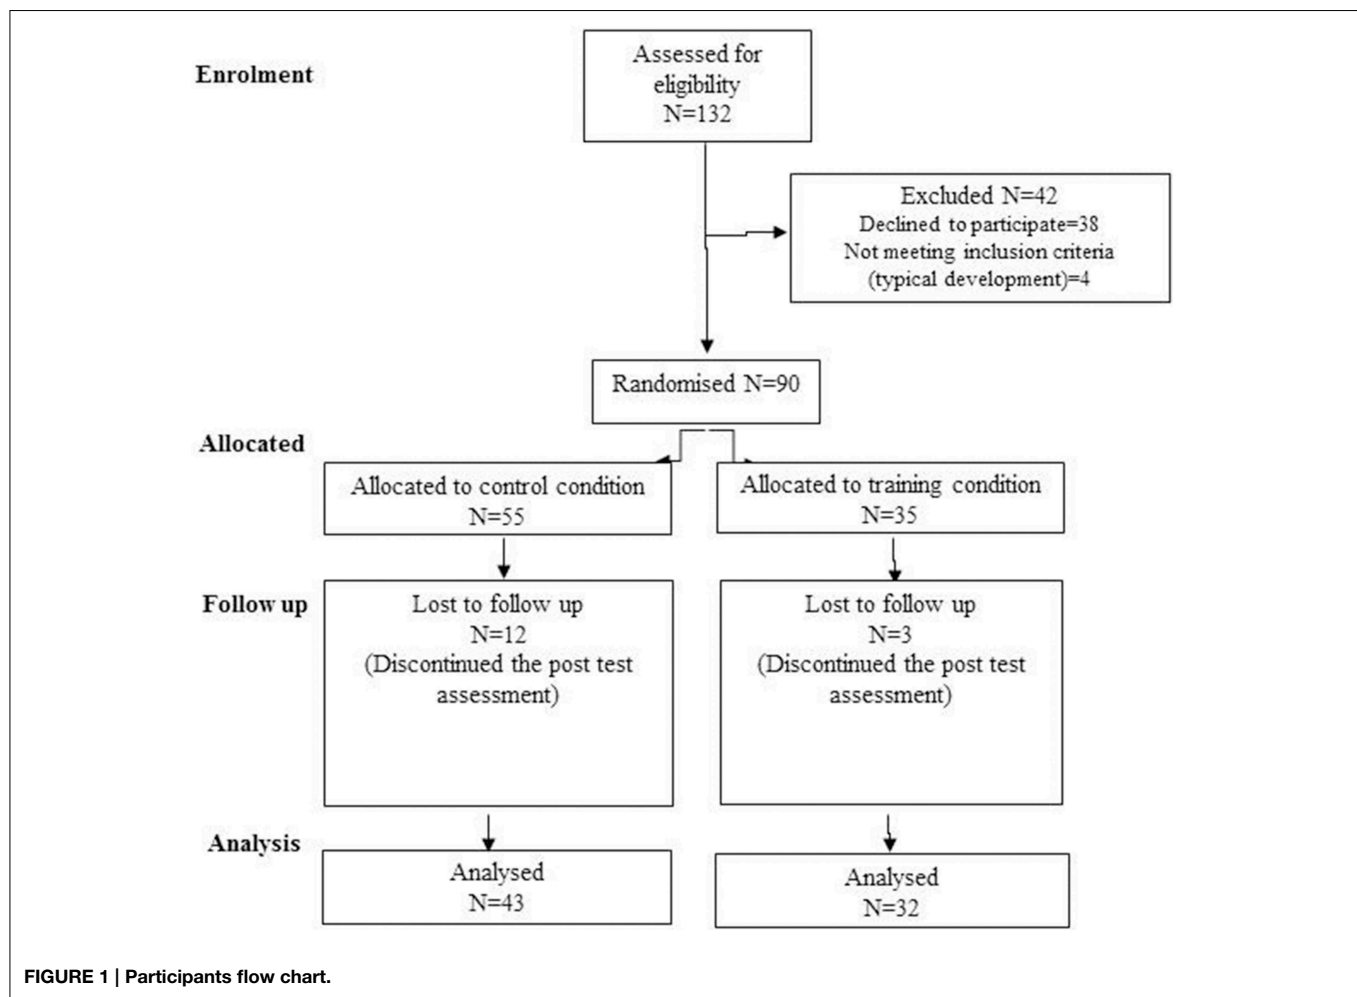 Enrolment
Assessed for
eligibility
N=132
Excluded N=42
Declined to participate=38
Not meeting inclusion criteria
(typical development)=4
Randomised N=90
Allocated
Allocated to control condition
N=55
Allocated to training condition
N=35
Follow up
Lost to follow up
N=12
(Discontinued the post test
assessment)
Lost to follow up
N=3
(Discontinued the post test
assessment)
Analysis
Analysed
N=43
Analysed
N=32
FIGURE 1 | Participants flow chart.